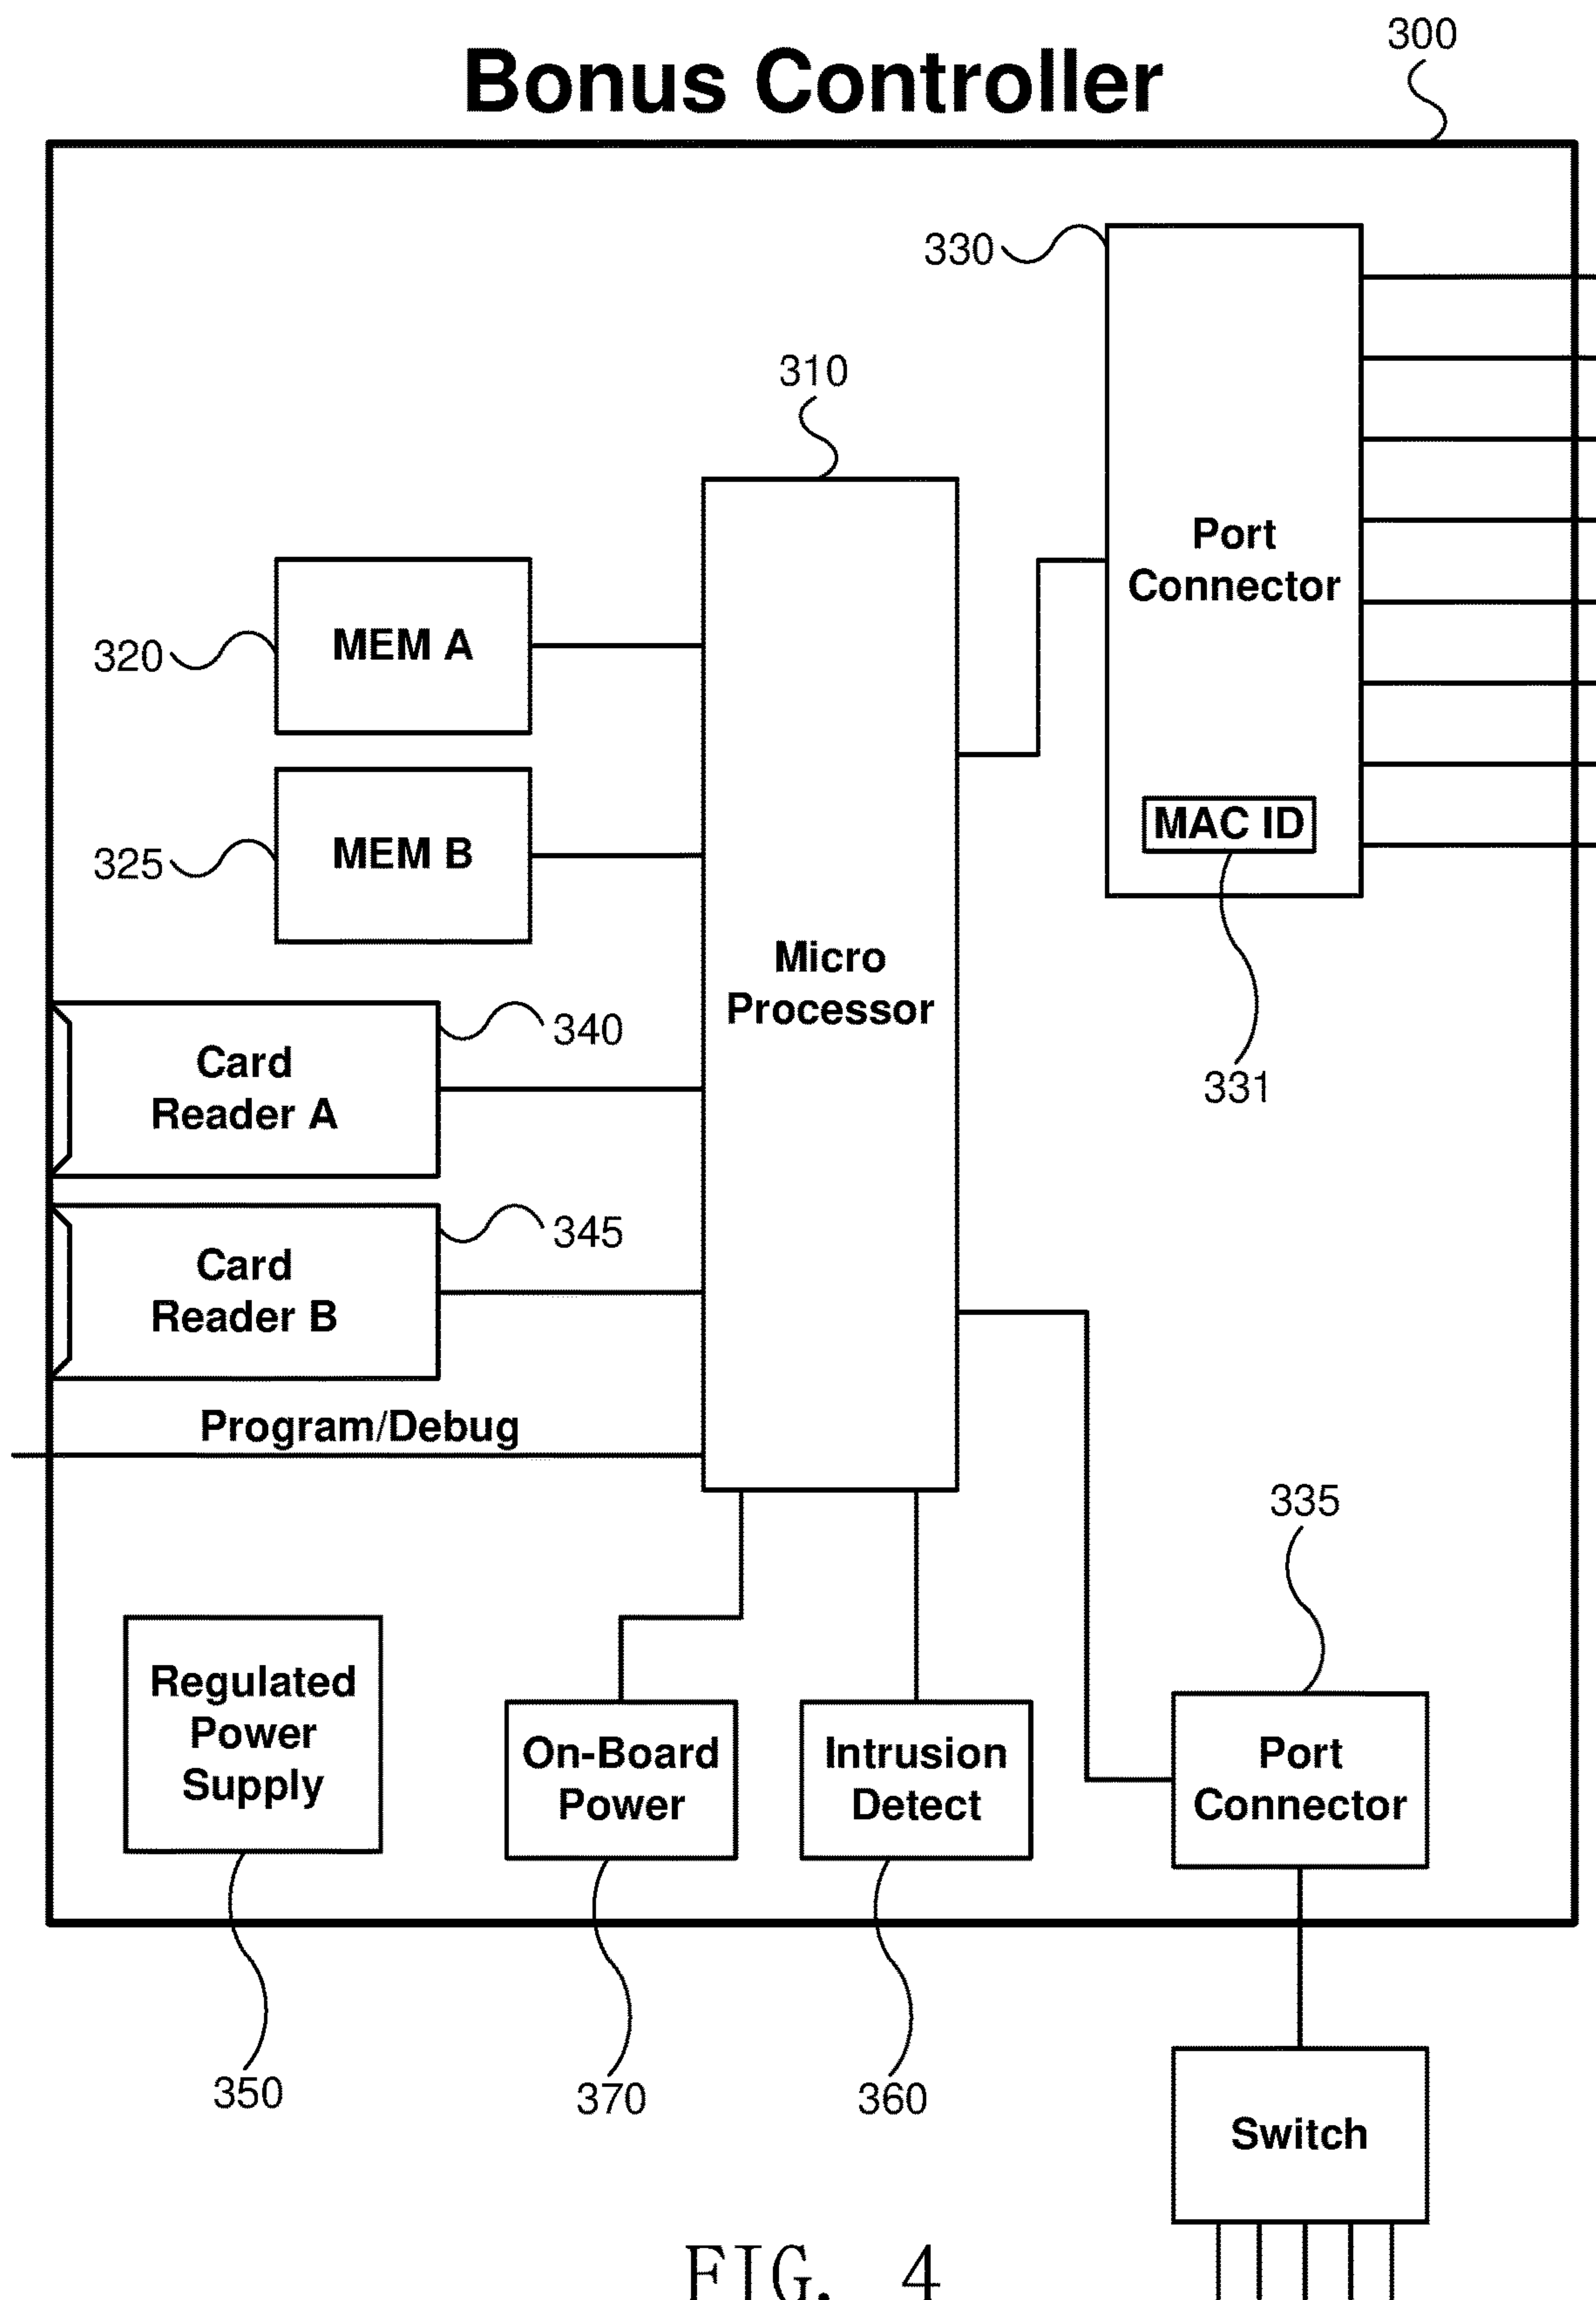 Bonus Controller
300
330
310
Port
Connector
MEM A
320
MAC ID
MEM B
325
Micro
Processor
340
Card
Reader A
331
345
Card
Reader B
Program/Debug
335
Regulated
Power
Supply
On-Board
Power
Intrusion
Detect
Port
Connector
350
370
360
Switch
FIG. 4